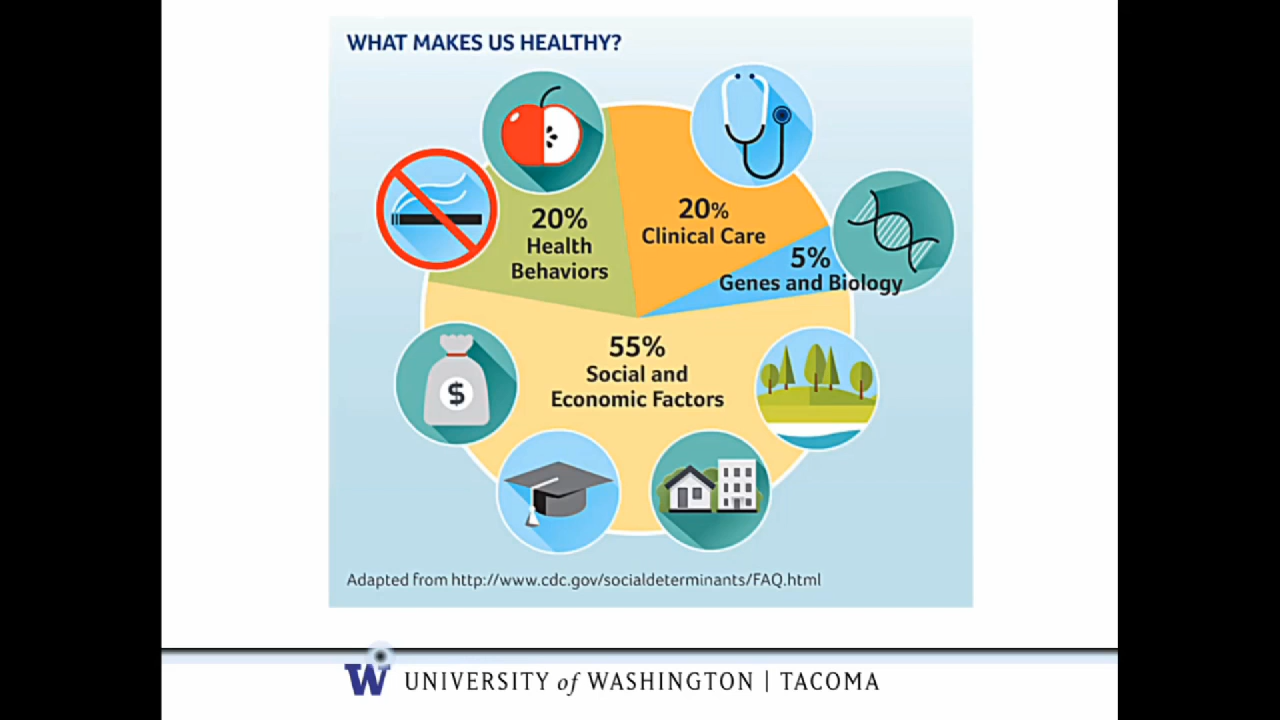 WHAT MAKES US HEALTHY?
20%
Health
Behaviors
20%
Clinical Care
5%
Genes and Biology
55%
Social and
Economic Factors
$
Adapted from http://www.cdc.gov/socialdeterminants/FAQ.html
W UNIVERSITY of WASHINGTON | TACOMA